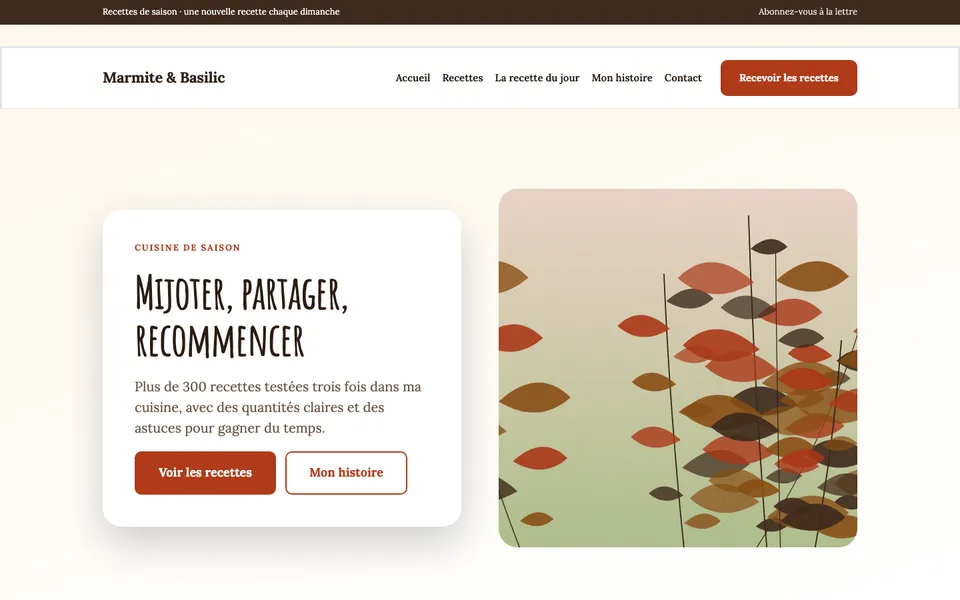 Recettes de saison · une nouvelle recette chaque dimanche
Abonnez-vous à la lettre
Marmite & Basilic
Accueil
Recettes
La recette du jour
Mon histoire
Contact
Recevoir les recettes
CUISINE DE SAISON
Mijoter, partager,
recommencer
Plus de 300 recettes testées trois fois dans ma
cuisine, avec des quantités claires et des
astuces pour gagner du temps.
Voir les recettes
Mon histoire